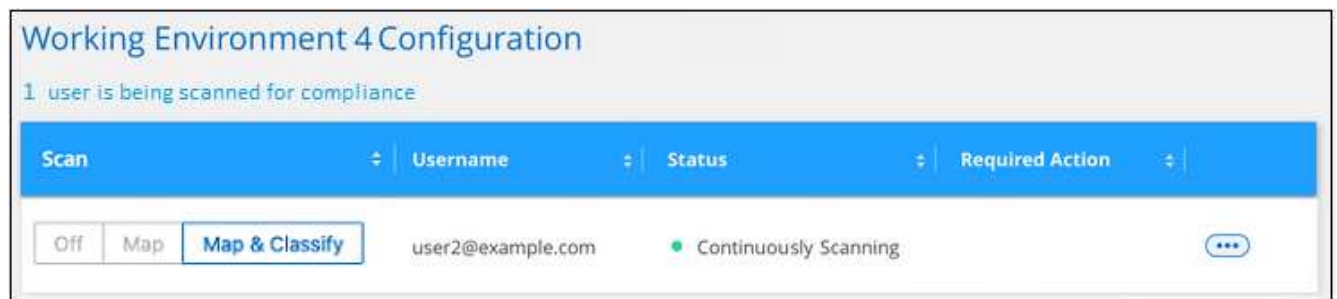 Working Environment 4 Configuration
1 user is being scanned for compliance
Scan Username Status Required Action
Off Map Map & Classify user2@example.com Continuously Scanning